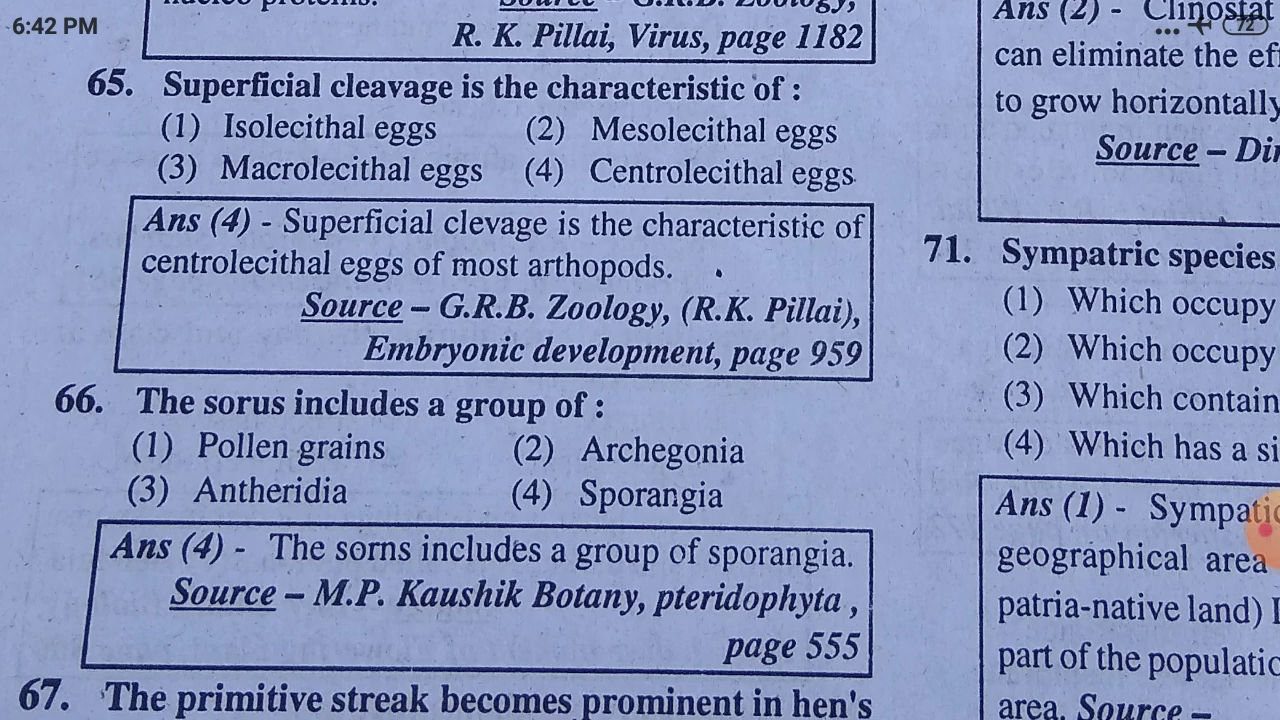 6:42 PM
72
R. K. Pillai, Virus, page 1182
65. Superficial cleavage is the characteristic of :
(1) Isolecithal eggs (2) Mesolecithal eggs
(3) Macrolecithal eggs (4) Centrolecithal eggs
Ans (4) - Superficial clevage is the characteristic of
centrolecithal eggs of most arthopods.
Source – G.R.B. Zoology, (R.K. Pillai),
Embryonic development, page 959
66. The sorus includes a group of :
(1) Pollen grains (2) Archegonia
(3) Antheridia (4) Sporangia
Ans (4) - The sorns includes a group of sporangia.
Source – M.P. Kaushik Botany, pteridophyta ,
page 555
67. The primitive streak becomes prominent in hen's
Ans (2) - Clinostat
can eliminate the
to grow horizontally
Source –
71. Sympatric species
(1) Which occupy
(2) Which occupy
(3) Which contain
(4) Which has a
Ans (1) -
geographical area
patria-native land)
part of the
area. Source –